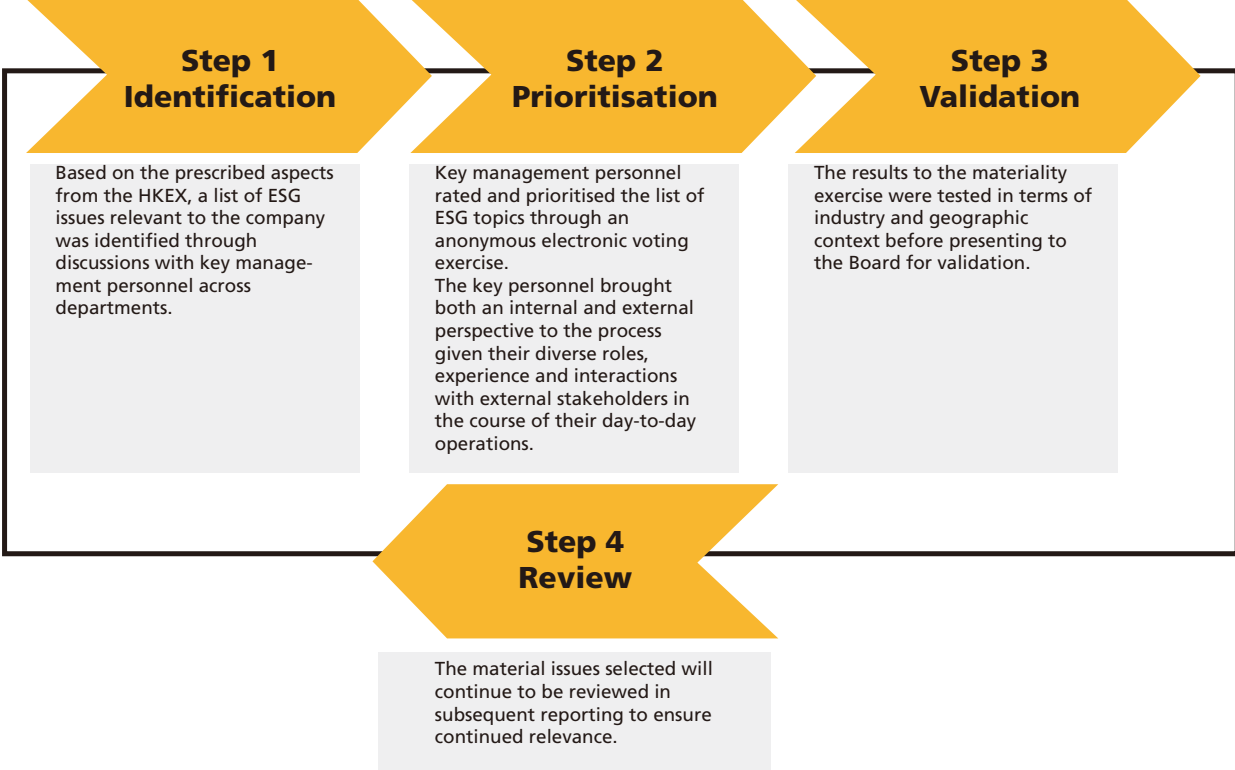 Step 1
Identification
Based on the prescribed aspects
from the HKEX, a list of ESG
issues relevant to the company
was identified through
discussions with key manage-
ment personnel across
departments.
Step 2
Prioritisation
Key management personnel
rated and prioritised the list of
ESG topics through an
anonymous electronic voting
exercise.
The key personnel brought
both an internal and external
perspective to the process
given their diverse roles,
experience and interactions
with external stakeholders in
the course of their day-to-day
operations.
Step 3
Validation
The results to the materiality
exercise were tested in terms of
industry and geographic
context before presenting to
the Board for validation.
Step 4
Review
The material issues selected will
continue to be reviewed in
subsequent reporting to ensure
continued relevance.